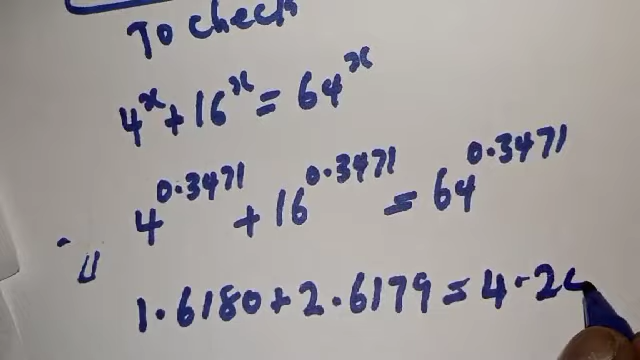 To check
4^x + 16^x = 64^x
4^0.3471 + 16^0.3471 = 64^0.3471
1.6180 + 2.6179 = 4.2